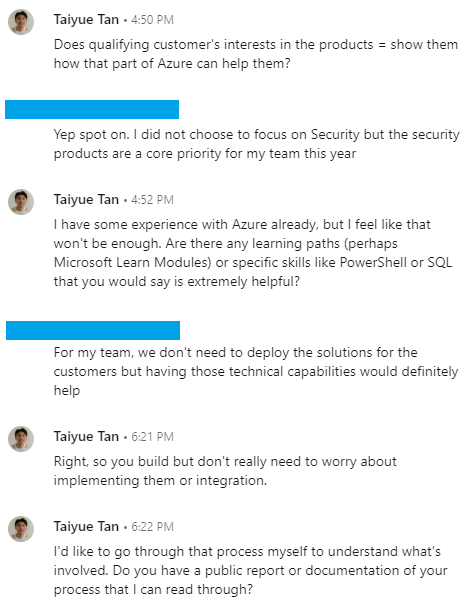 Taiyue Tan • 4:50 PM
Does qualifying customer's interests in the products = show them
how that part of Azure can help them?
Yep spot on. I did not choose to focus on Security but the security
products are a core priority for my team this year
Taiyue Tan • 4:52 PM
I have some experience with Azure already, but I feel like that
won't be enough. Are there any learning paths (perhaps
Microsoft Learn Modules) or specific skills like PowerShell or SQL
that you would say is extremely helpful?
For my team, we don't need to deploy the solutions for the
customers but having those technical capabilities would definitely
help
Taiyue Tan • 6:21 PM
Right, so you build but don't really need to worry about
implementing them or integration.
Taiyue Tan • 6:22 PM
I'd like to go through that process myself to understand what's
involved. Do you have a public report or documentation of your
process that I can read through?